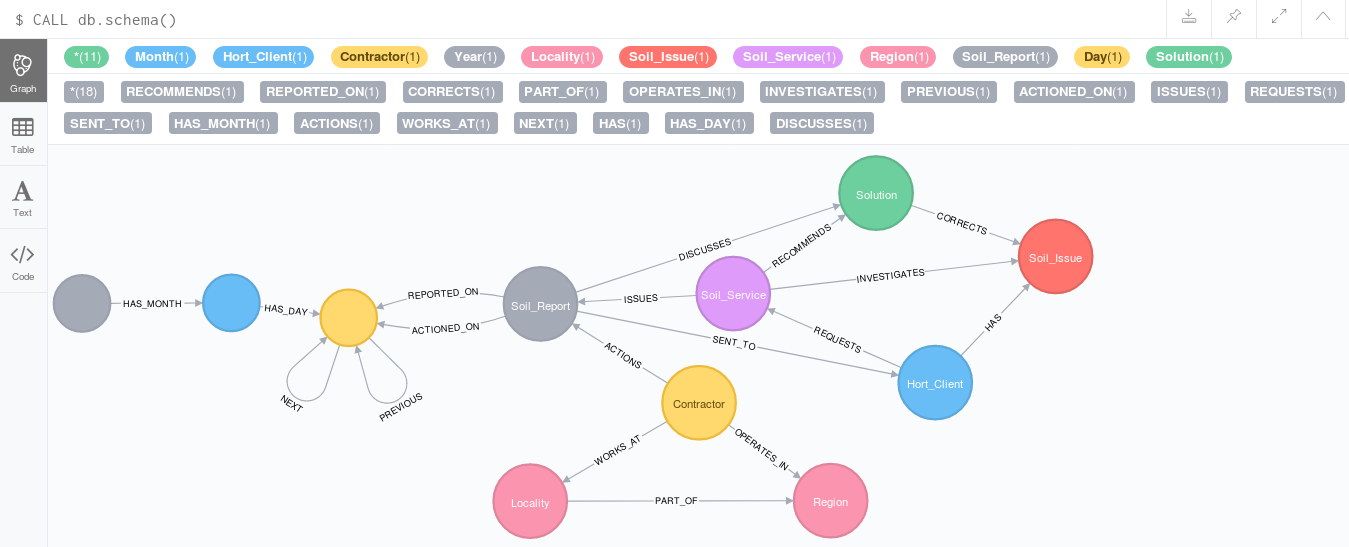 $ CALL db.schema()
*(11) Month(1) Hort_Client(1) Contractor(1) Year(1) Locality(1) Soil_Issue(1) Soil_Service(1) Region(1) Soil_Report(1) Day(1) Solution(1)
*(18) RECOMMENDS(1) REPORTED_ON(1) CORRECTS(1) PART_OF(1) OPERATES_IN(1) INVESTIGATES(1) PREVIOUS(1) ACTIONED_ON(1) ISSUES(1) REQUESTS(1)
SENT_TO(1) HAS_MONTH(1) ACTIONS(1) WORKS_AT(1) NEXT(1) HAS(1) HAS_DAY(1) DISCUSSES(1)
Graph
Table
A
Text
Code
Solution
CORRECTS
DISCUSSES
RECOMMENDS
Soil_Issue
INVESTIGATES
Soil_Service
ISSUES
REPORTED_ON
Soil_Report
HAS_MONTH
HAS_DAY
ACTIONED_ON
HAS
REQUESTS
SENT_TO
ACTIONS
Hort_Client
NEXT
PREVIOUS
Contractor
WORKS_AT
OPERATES_IN
Locality
PART_OF
Region